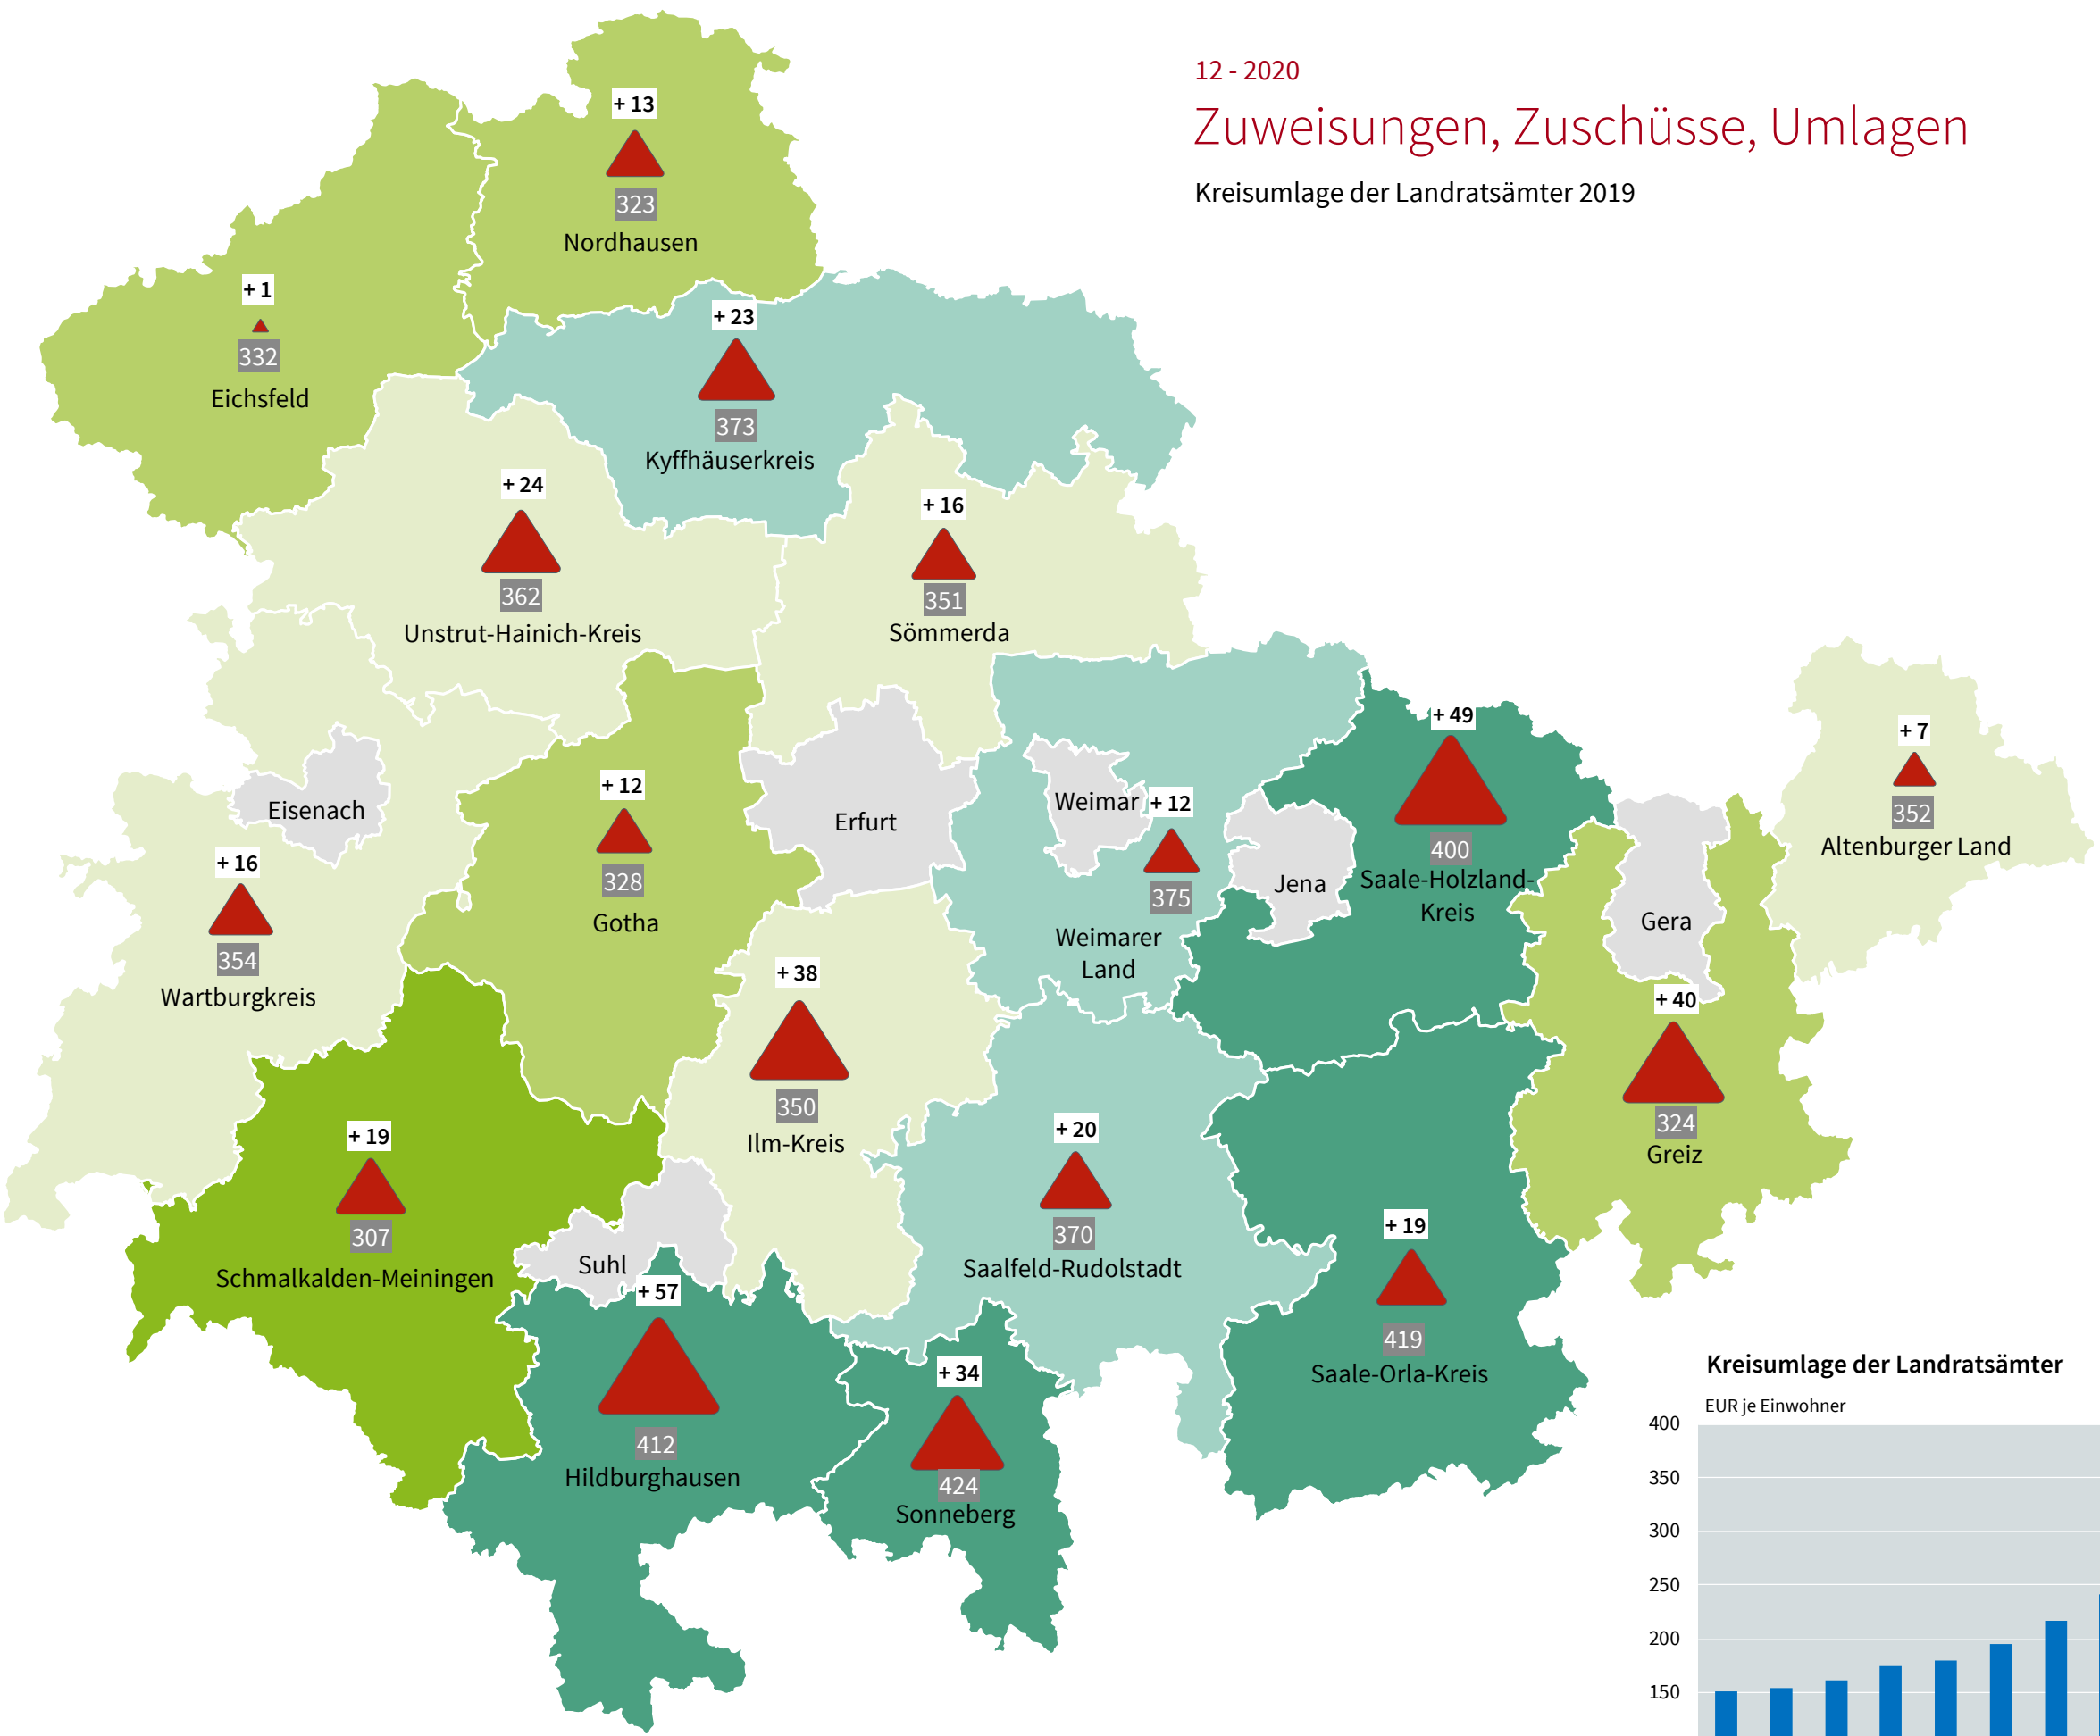 12 - 2020
Zuweisungen, Zuschüsse, Umlagen
Kreisumlage der Landratsämter 2019
+ 13
323
Nordhausen
+ 1
332
Eichsfeld
+ 23
373
Kyffhäuserkreis
+ 24
362
Unstrut-Hainich-Kreis
+ 16
351
Sömmerda
Eisenach
+ 16
354
Wartburgkreis
+ 12
328
Gotha
Erfurt
Weimar
+ 12
375
Weimarer
Land
Jena
+ 49
400
Saale-Holzland-
Kreis
Gera
+ 7
352
Altenburger Land
+ 40
324
Greiz
+ 38
350
Ilm-Kreis
+ 19
307
Schmalkalden-Meiningen
Suhl
+ 20
370
Saalfeld-Rudolstadt
+ 19
419
Saale-Orla-Kreis
+ 57
412
Hildburghausen
+ 34
424
Sonneberg
Kreisumlage der Landratsämter
EUR je Einwohner
400
350
300
250
200
150